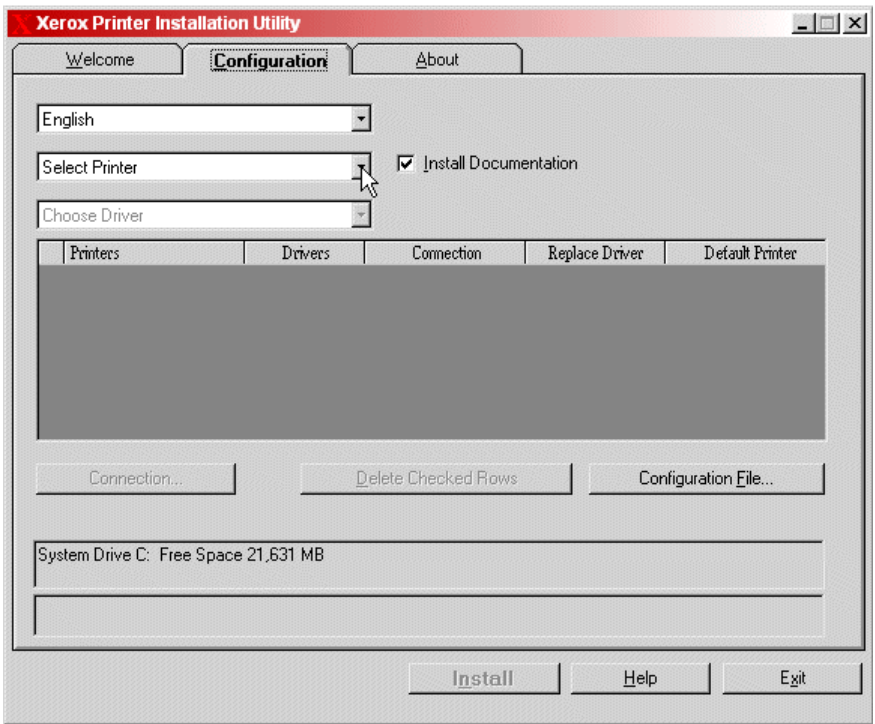 Xerox Printer Installation Utility
Welcome Configuration About
English
Select Printer Install Documentation
Choose Driver
Printers Drivers Connection Replace Driver Default Printer
Connection... Delete Checked Rows Configuration File...
System Drive C: Free Space 21,631 MB
Install Help Exit